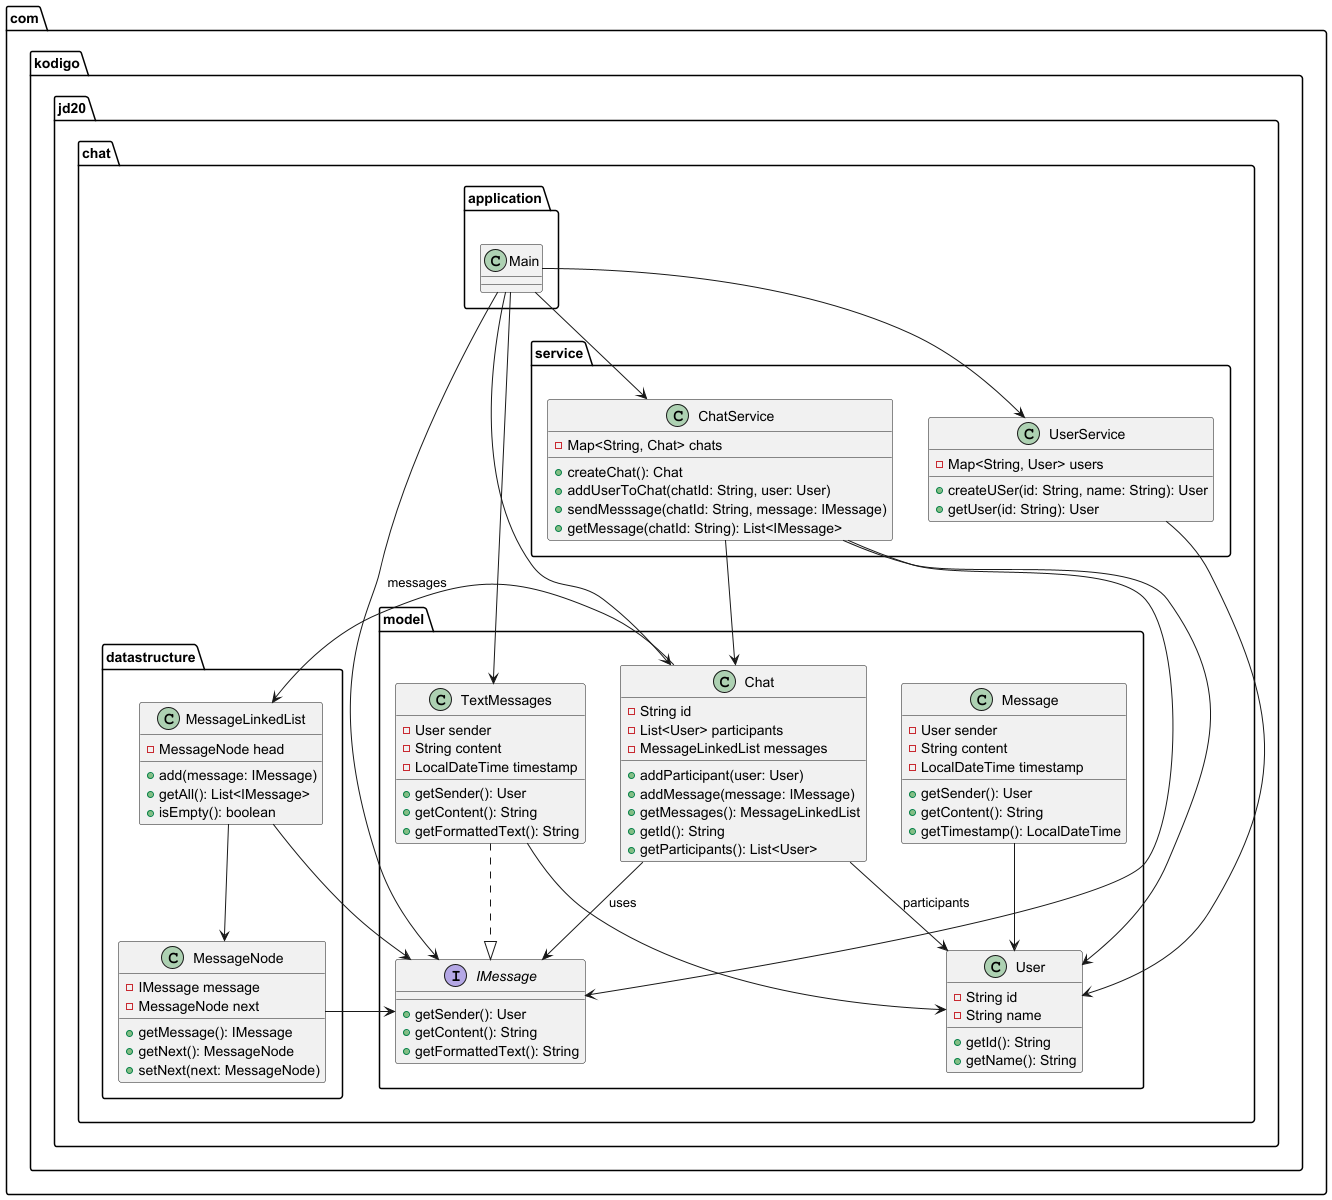 com
kodigo
jd20
chat
application
C Main
service
C ChatService
Map<String, Chat> chats
createChat(): Chat
addUserToChat(chatId: String, user: User)
sendMesssage(chatId: String, message: IMessage)
getMessage(chatId: String): List<IMessage>
C UserService
Map<String, User> users
createUSer(id: String, name: String): User
getUser(id: String): User
messages
datastructure
C MessageLinkedList
MessageNode head
add(message: IMessage)
getAll(): List<IMessage>
isEmpty(): boolean
C MessageNode
IMessage message
MessageNode next
getMessage(): IMessage
getNext(): MessageNode
setNext(next: MessageNode)
model
C TextMessages
User sender
String content
LocalDateTime timestamp
getSender(): User
getContent(): String
getFormattedText(): String
C Chat
String id
List<User> participants
MessageLinkedList messages
addParticipant(user: User)
addMessage(message: IMessage)
getMessages(): MessageLinkedList
getId(): String
getParticipants(): List<User>
C Message
User sender
String content
LocalDateTime timestamp
getSender(): User
getContent(): String
getTimestamp(): LocalDateTime
uses
participants
I IMessage
getSender(): User
getContent(): String
getFormattedText(): String
C User
String id
String name
getId(): String
getName(): String